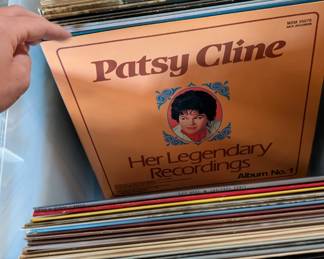 Patsy Cline
Her Legendary
Recordings
Album No. 1